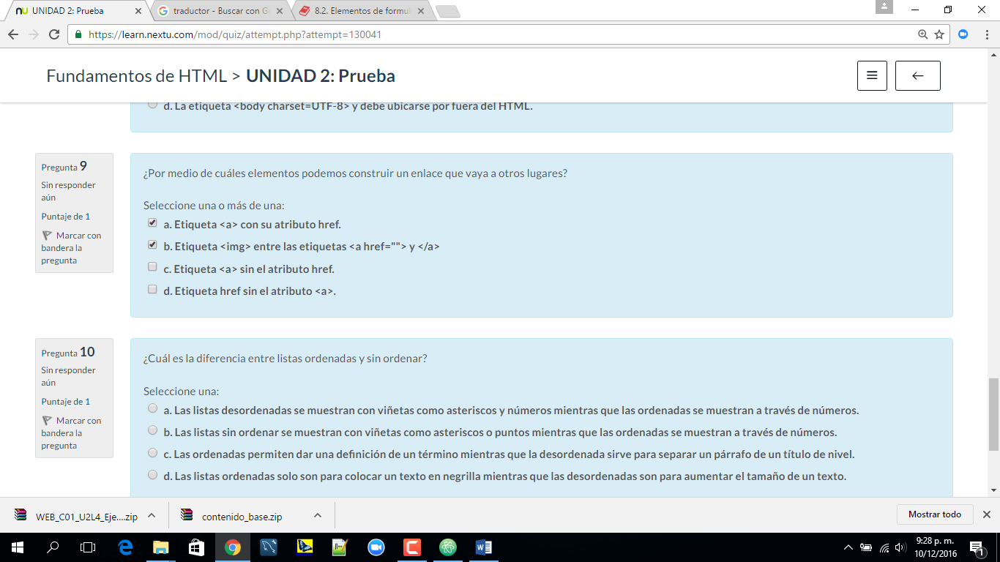 nu UNIDAD 2: Prueba
traductor - Buscar con G
8.2. Elementos de formul
https://learn.nextu.com/mod/quiz/attempt.php?attempt=130041
Fundamentos de HTML > UNIDAD 2: Prueba
d. La etiqueta <body charset=UTF-8> y debe ubicarse por fuera del HTML.
Pregunta 9
Sin responder
aún
Puntaje de 1
Marcar con
bandera la
pregunta
¿Por medio de cuáles elementos podemos construir un enlace que vaya a otros lugares?
Seleccione una o más de una:
a. Etiqueta <a> con su atributo href.
b. Etiqueta <img> entre las etiquetas <a href=""> y </a>
c. Etiqueta <a> sin el atributo href.
d. Etiqueta href sin el atributo <a>.
Pregunta 10
Sin responder
aún
Puntaje de 1
Marcar con
bandera la
pregunta
¿Cuál es la diferencia entre listas ordenadas y sin ordenar?
Seleccione una:
a. Las listas desordenadas se muestran con viñetas como asteriscos y números mientras que las ordenadas se muestran a través de números.
b. Las listas sin ordenar se muestran con viñetas como asteriscos o puntos mientras que las ordenadas se muestran a través de números.
c. Las ordenadas permiten dar una definición de un término mientras que la desordenada sirve para separar un párrafo de un título de nivel.
d. Las listas ordenadas solo son para colocar un texto en negrilla mientras que las desordenadas son para aumentar el tamaño de un texto.
WEB_C01_U2L4_Eje....zip
contenido_base.zip
Mostrar todo
9:28 p. m.
10/12/2016
1